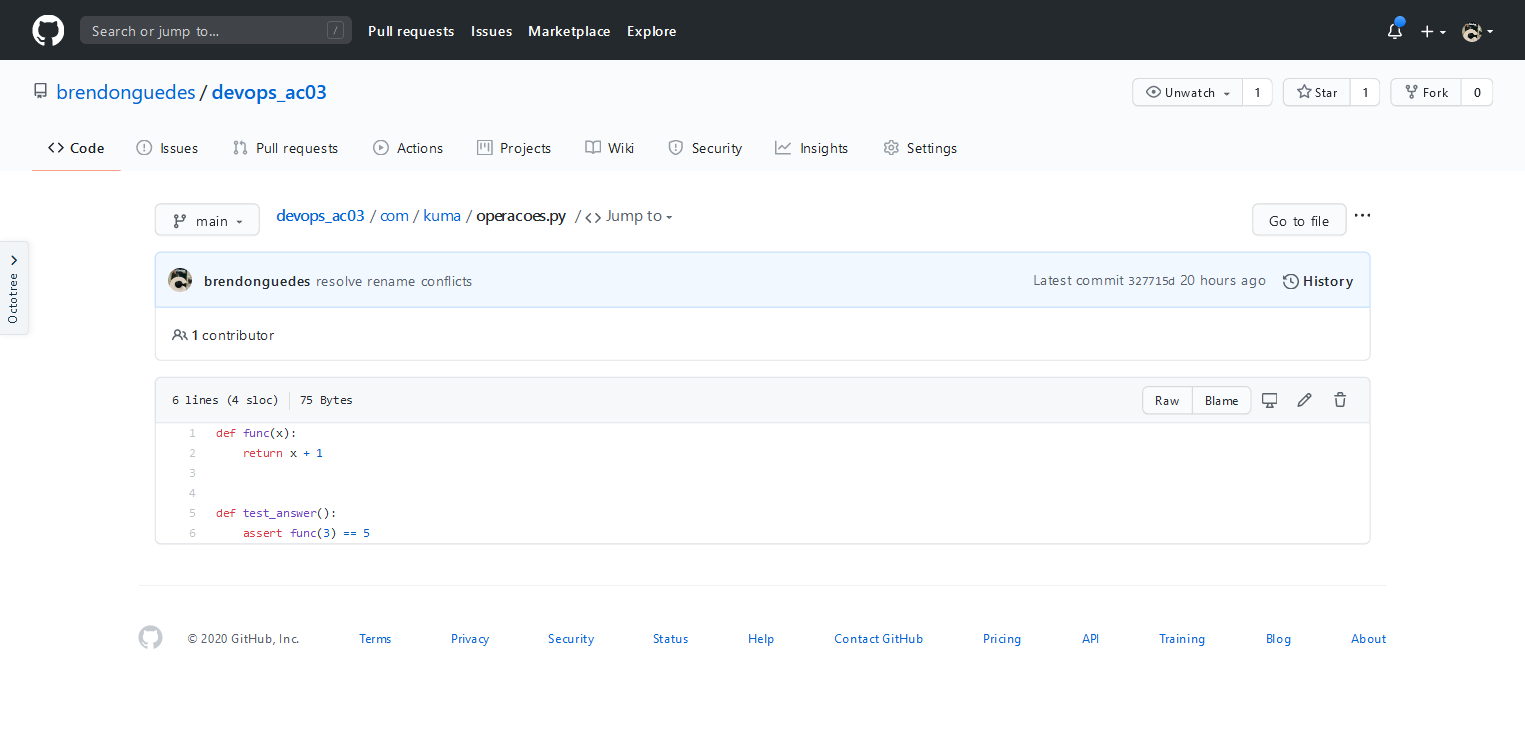 Search or jump to... /
Pull requests Issues Marketplace Explore
brendonguedes / devops_ac03
Unwatch 1 Star 1 Fork 0
Code Issues Pull requests Actions Projects Wiki Security Insights Settings
main devops_ac03 / com / kuma / operacoes.py / <> Jump to Go to file ...
Octotree
brendonguedes resolve rename conflicts Latest commit 327715d 20 hours ago History
1 contributor
6 lines (4 sloc) 75 Bytes Raw Blame
1 def func(x):
2     return x + 1
3
4
5 def test_answer():
6     assert func(3) == 5
© 2020 GitHub, Inc. Terms Privacy Security Status Help Contact GitHub Pricing API Training Blog About